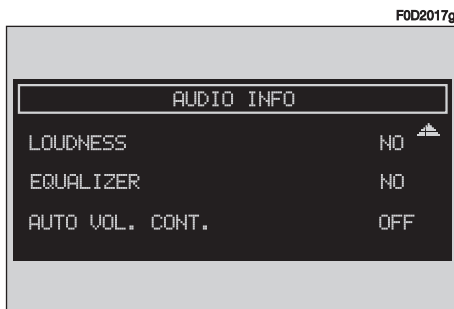 F0D2017g
AUDIO INFO
LOUDNESS NO
EQUALIZER NO
AUTO VOL. CONT. OFF